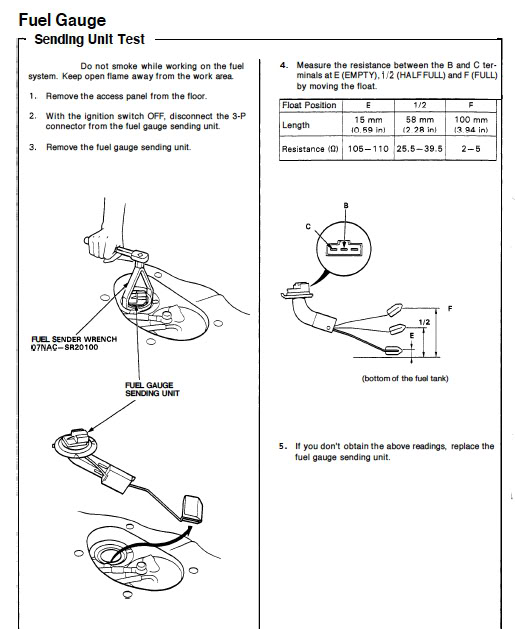 Fuel Gauge
Sending Unit Test
Do not smoke while working on the fuel
system. Keep open flame away from the work area.
1. Remove the access panel from the floor.
2. With the ignition switch OFF, disconnect the 3-P
connector from the fuel gauge sending unit.
3. Remove the fuel gauge sending unit.
FUEL SENDER WRENCH
07NAC-SR20100
FUEL GAUGE
SENDING UNIT
4. Measure the resistance between the B and C ter-
minals at E (EMPTY), 1/2 (HALF FULL) and F (FULL)
by moving the float.
Float Position E 1/2 F
Length 15 mm (0.59 in) 58 mm (2.28 in) 100 mm (3.94 in)
Resistance (Ω) 105—110 25.5—39.5 2—5
B
C
F
1/2
E
(bottom of the fuel tank)
5. If you don't obtain the above readings, replace the
fuel gauge sending unit.